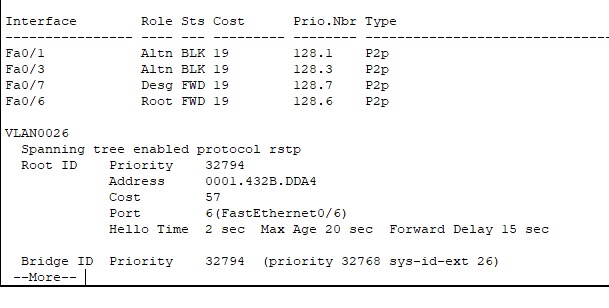 Interface        Role Sts Cost      Prio.Nbr Type
---------------- ---- --- --------- -------- --------------------------------
Fa0/1            Altn BLK 19        128.1    P2p
Fa0/3            Altn BLK 19        128.3    P2p
Fa0/7            Desg FWD 19        128.7    P2p
Fa0/6            Root FWD 19        128.6    P2p
VLAN0026
  Spanning tree enabled protocol rstp
  Root ID    Priority    32794
             Address     0001.432B.DDA4
             Cost        57
             Port        6(FastEthernet0/6)
             Hello Time  2 sec  Max Age 20 sec  Forward Delay 15 sec
  Bridge ID  Priority    32794  (priority 32768 sys-id-ext 26)
 --More--